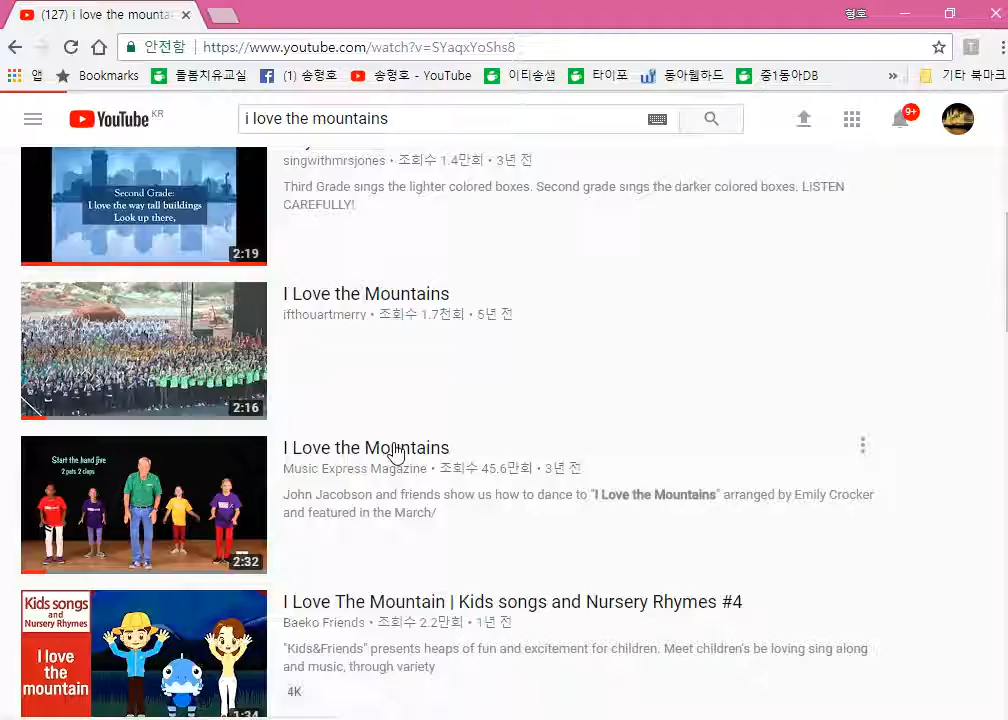 (127) i love the mounta
형호
안전함 https://www.youtube.com/watch?v=SYaqxYoShs8
앱 Bookmarks 돌봄치유교실 (1) 송형호 송형호 - YouTube 이티송샘 타이포 동아웹하드 중1동아DB » 기타 북마크
YouTube KR i love the mountains 9+
singwithmrsjones • 조회수 1.4만회 • 3년 전
Third Grade sings the lighter colored boxes. Second grade sings the darker colored boxes. LISTEN
CAREFULLY!
Second Grade:
I love the way tall buildings
Look up there,
2:19
I Love the Mountains
ifthouartmerry • 조회수 1.7천회 • 5년 전
2:16
I Love the Mountains
Music Express Magazine • 조회수 45.6만회 • 3년 전
John Jacobson and friends show us how to dance to "I Love the Mountains" arranged by Emily Crocker
and featured in the March/
Start the hand jive
2 pats 2 claps
2:32
I Love The Mountain | Kids songs and Nursery Rhymes #4
Baeko Friends • 조회수 2.2만회 • 1년 전
"Kids&Friends" presents heaps of fun and excitement for children. Meet children's be loving sing along
and music, through variety
4K
Kids songs
and
Nursery Rhymes
I love
the
mountain
1:34